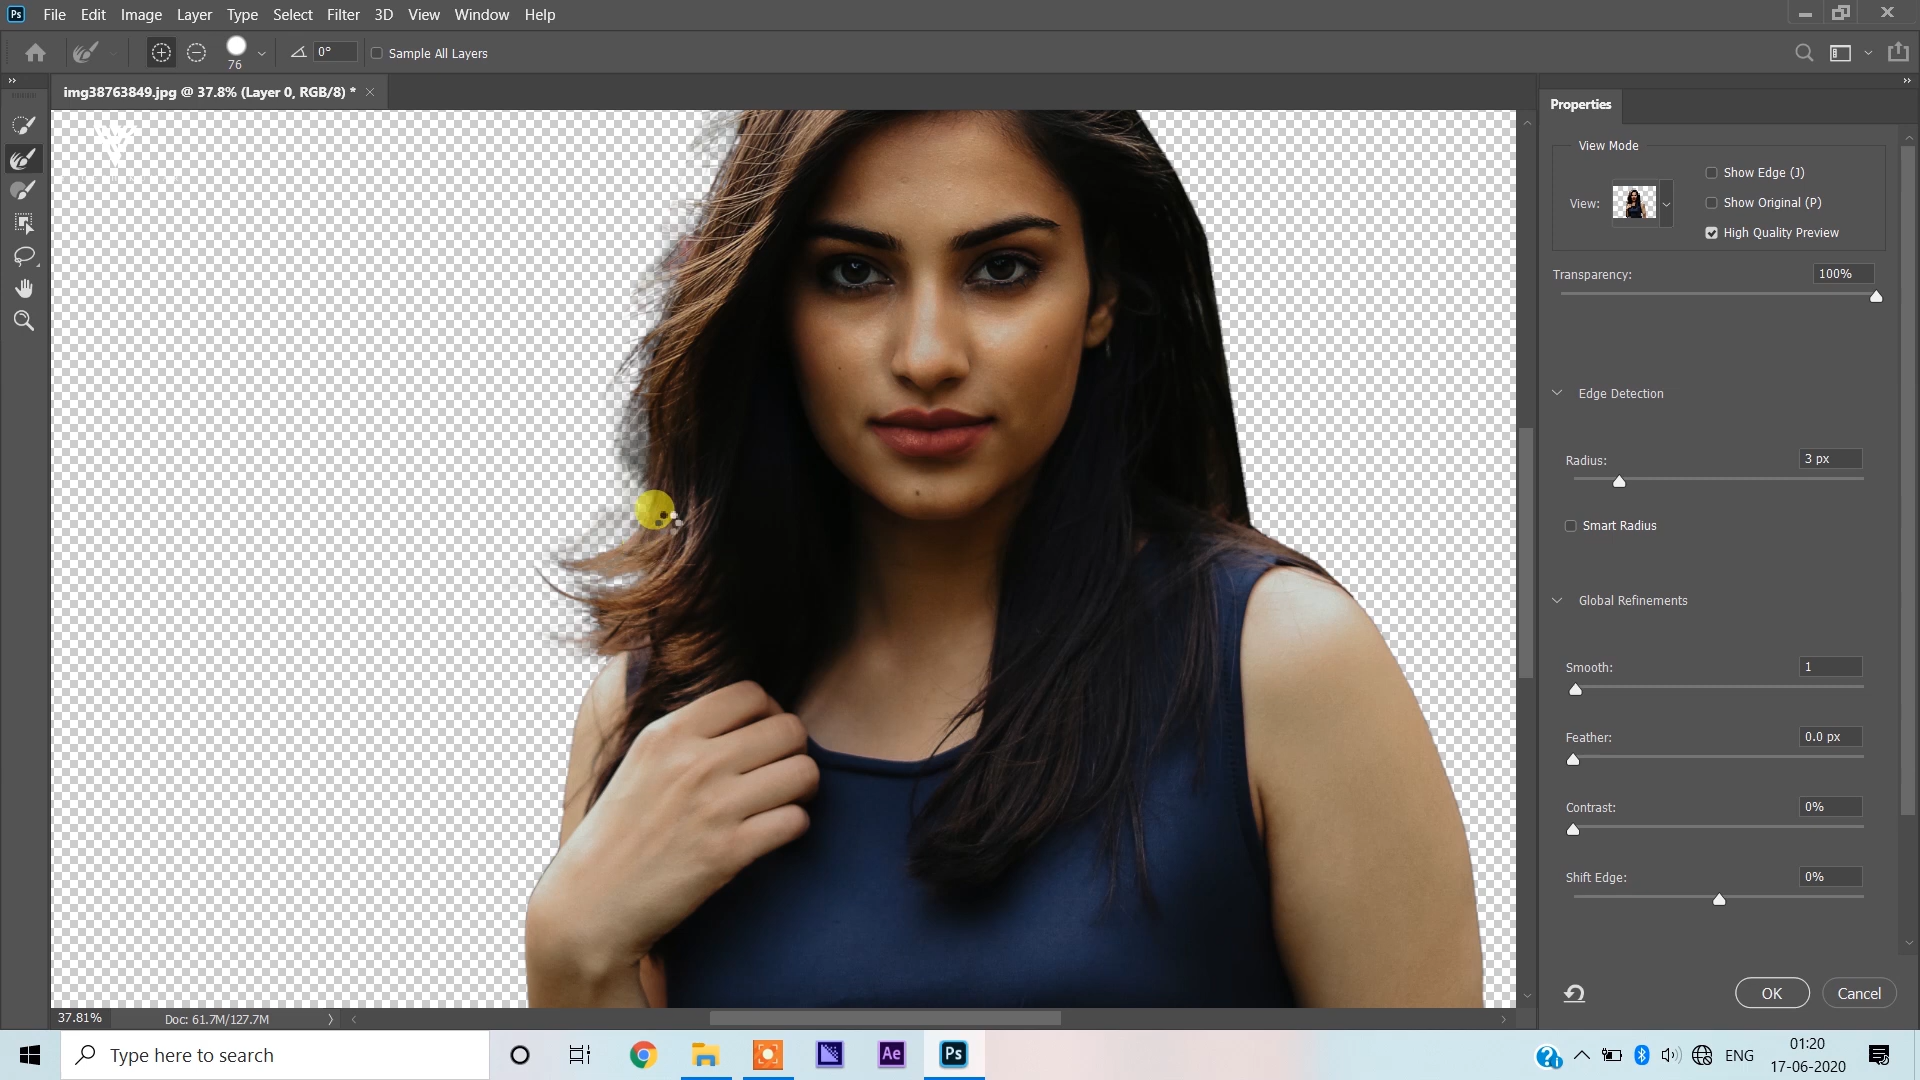 Ps File Edit Image Layer Type Select Filter 3D View Window Help
76 0° Sample All Layers
img38763849.jpg @ 37.8% (Layer 0, RGB/8) *
Properties
View Mode
View:
Show Edge (J)
Show Original (P)
High Quality Preview
Transparency: 100%
Edge Detection
Radius: 3 px
Smart Radius
Global Refinements
Smooth: 1
Feather: 0.0 px
Contrast: 0%
Shift Edge: 0%
OK Cancel
37.81% Doc: 61.7M/127.7M
Type here to search
Ae Ps
ENG
01:20
17-06-2020